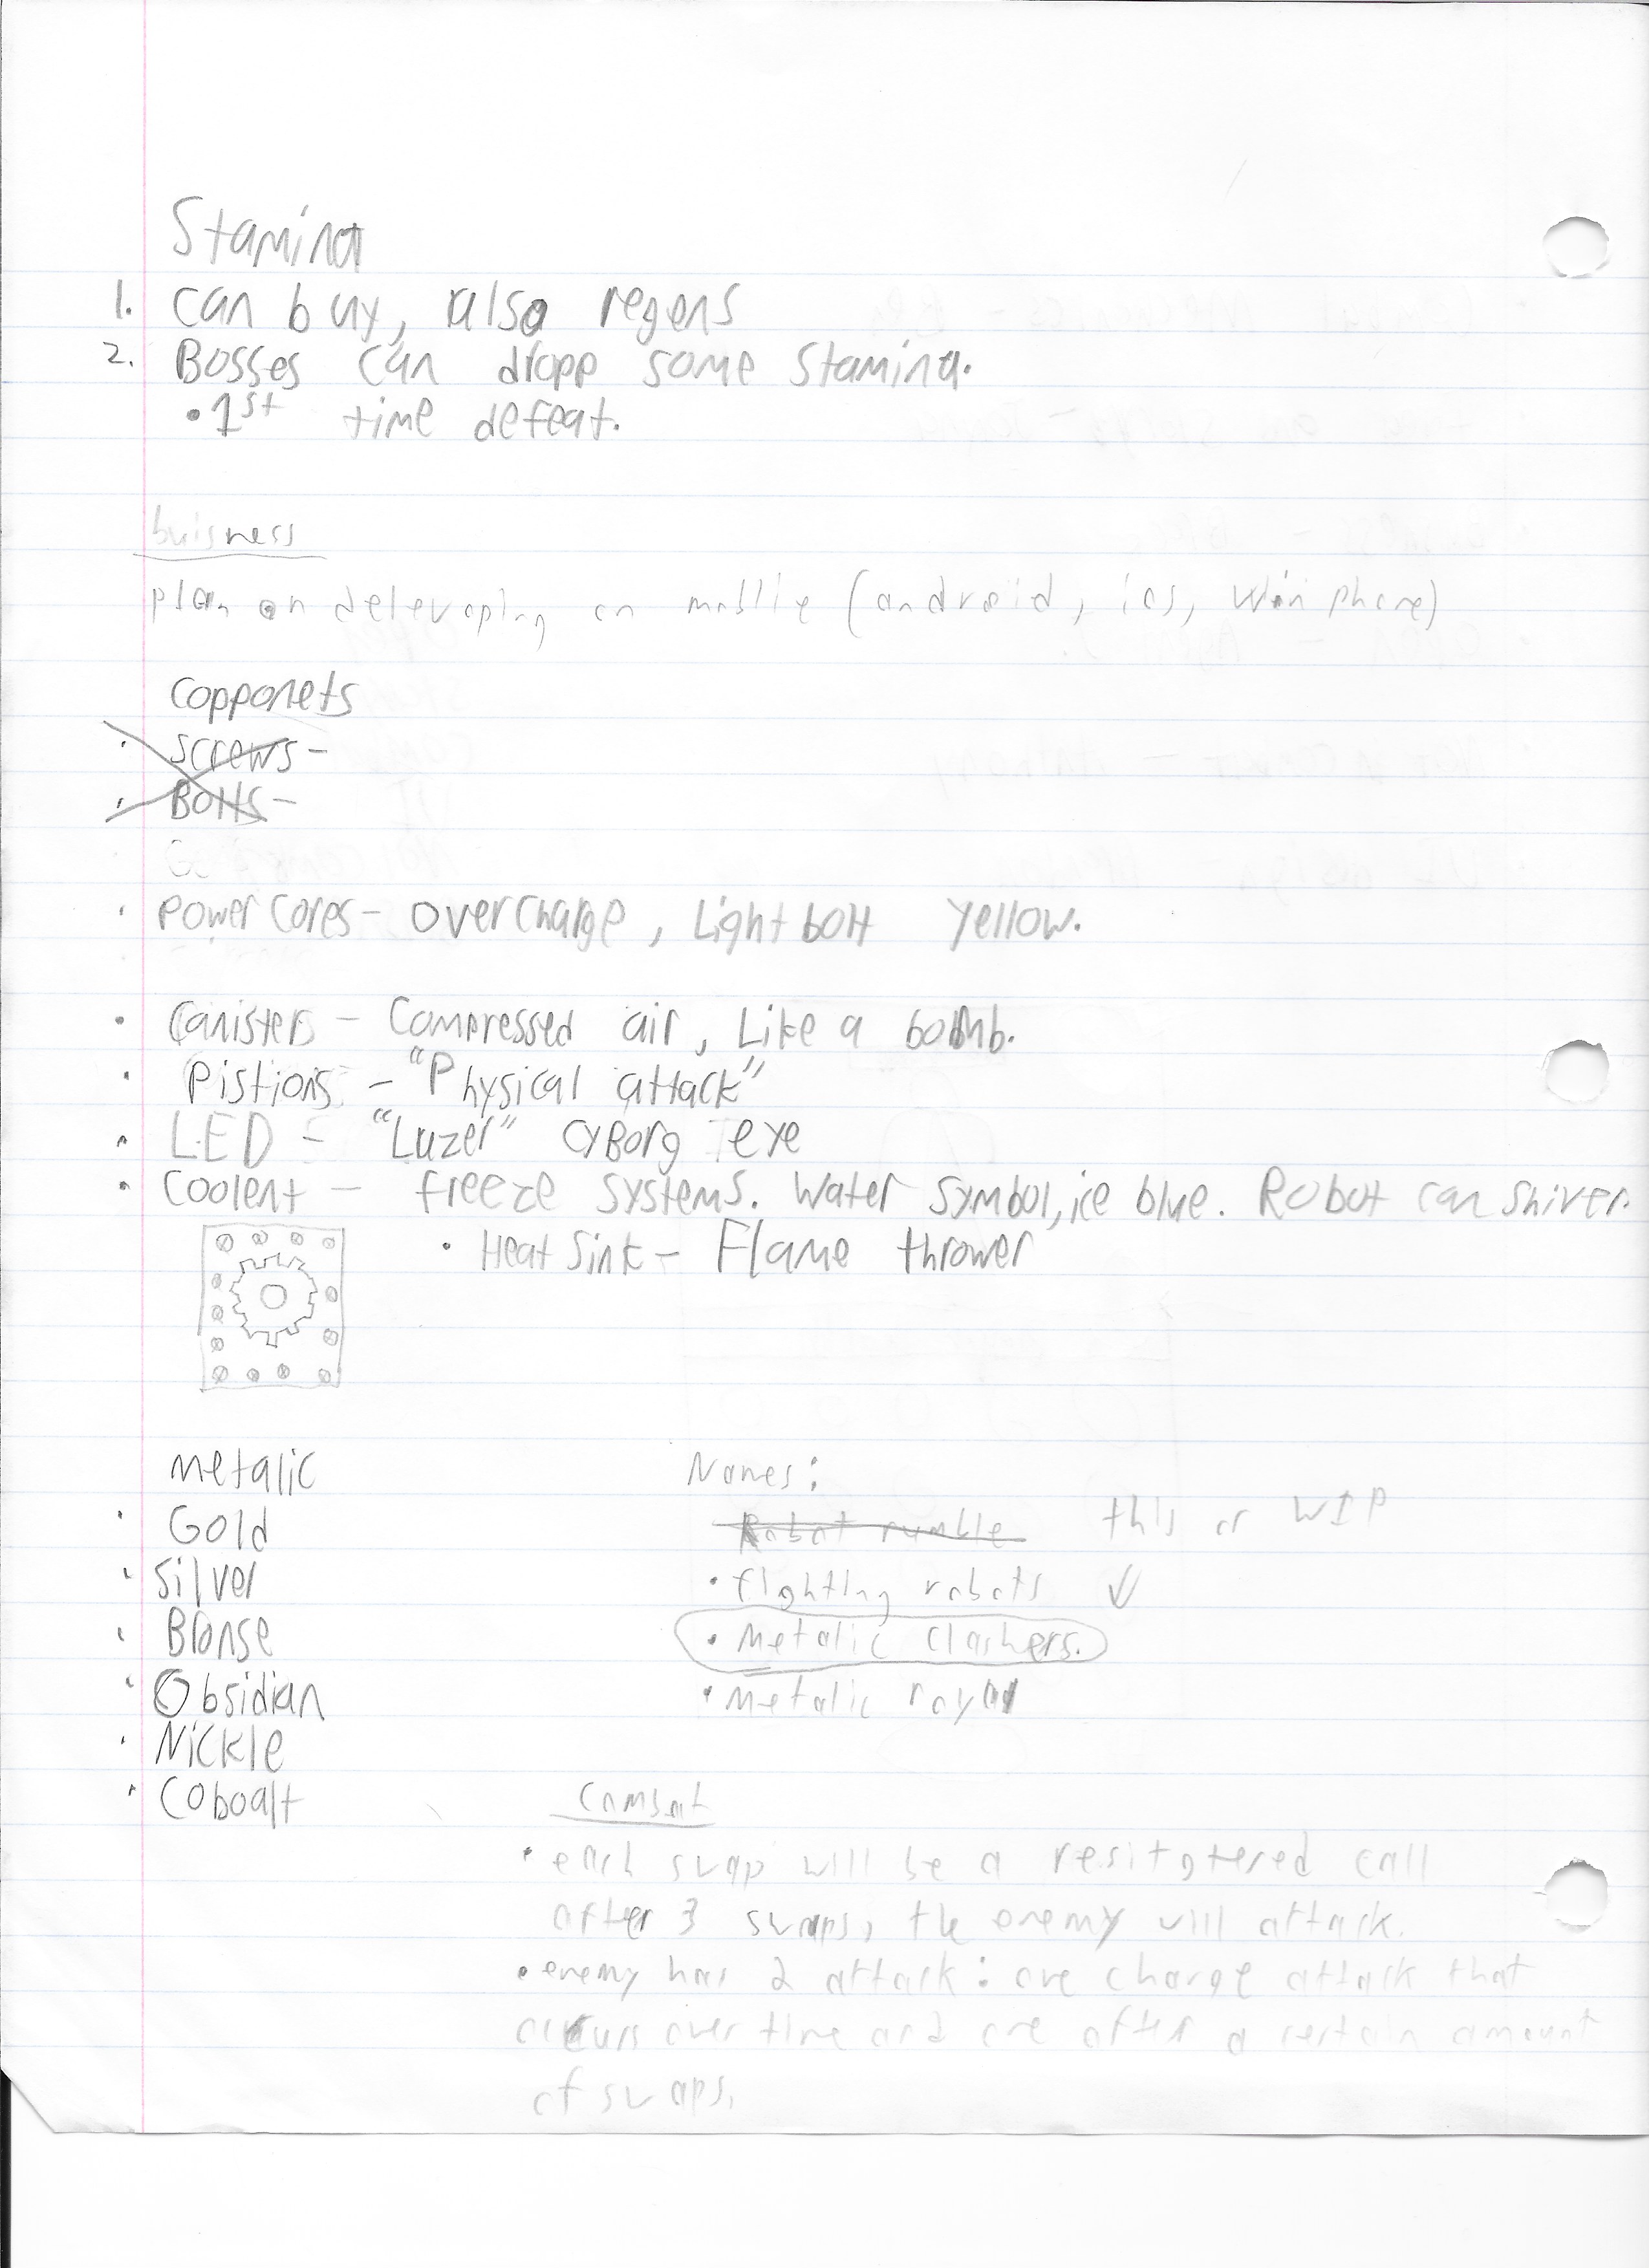 Stamina
1. can buy, also regens
2. Bosses can dropp some stamina.
• 1st time defeat.
buisness
plan on deleveoping on mobile (android, ios, Win phone)
Copponets
• Screws -
• Bolts -
• Power Cores - overcharge, Light bolt yellow.
• Canisters - Compressed air, Like a bomb.
• Pistions - "Physical attack"
• LED - "Luzer" cyBorg eye
• Coolent - freeze systems. Water symbol, ice blue. Robot can shiver.
• Heat Sink - Flame thrower
Metalic
• Gold
• Silver
• Bronse
• Obsidian
• Nickle
• Coboalt
Names:
Robot rumble this or WIP
• fighting robots
• Metalic Clashers.
• Metalic royal
Combat
• each swap will be a resitgtered call
after 3 swaps, the enemy will attack.
• enemy has 2 attack: one charge attack that
occurs over time and one after a certain amount
of swaps.